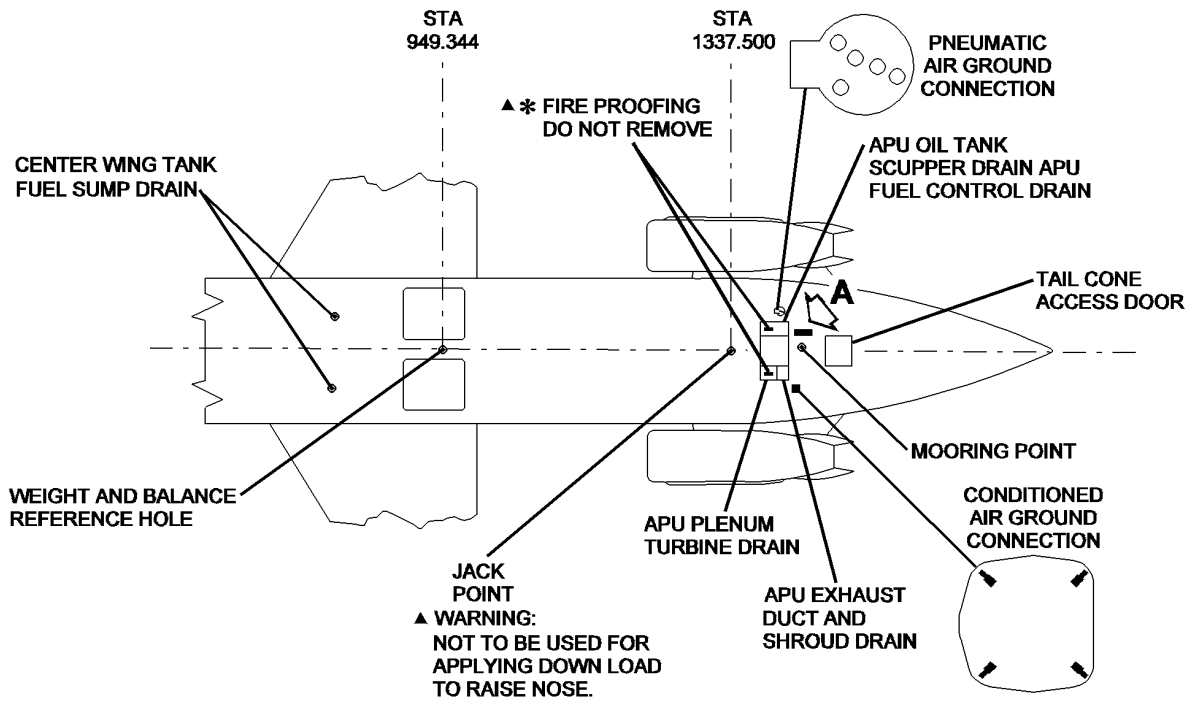 STA
949.344
STA
1337.500
PNEUMATIC
AIR GROUND
CONNECTION
▲ * FIRE PROOFING
DO NOT REMOVE
APU OIL TANK
SCUPPER DRAIN APU
FUEL CONTROL DRAIN
CENTER WING TANK
FUEL SUMP DRAIN
A
TAIL CONE
ACCESS DOOR
MOORING POINT
WEIGHT AND BALANCE
REFERENCE HOLE
CONDITIONED
AIR GROUND
CONNECTION
APU PLENUM
TURBINE DRAIN
JACK
POINT
▲ WARNING:
NOT TO BE USED FOR
APPLYING DOWN LOAD
TO RAISE NOSE.
APU EXHAUST
DUCT AND
SHROUD DRAIN